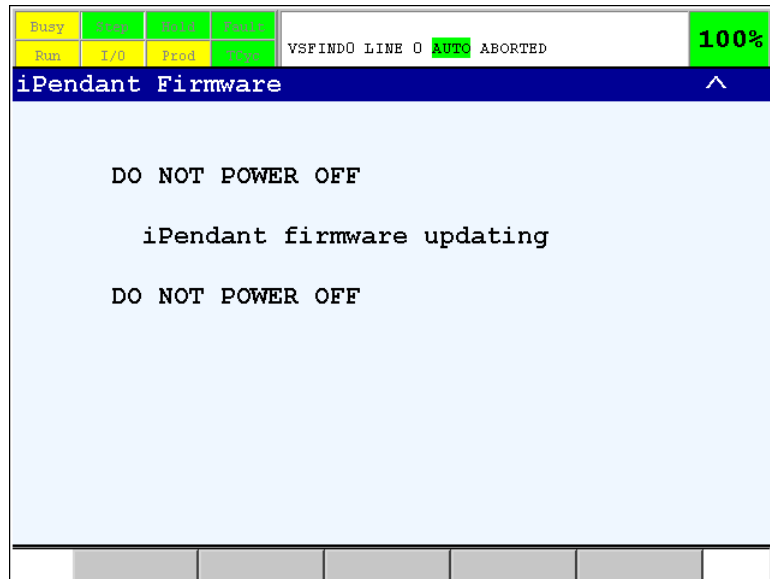 Busy Step Hold Fault
Run I/O Prod TCyc
VSFIND0 LINE 0 AUTO ABORTED
100%
iPendant Firmware
DO NOT POWER OFF
iPendant firmware updating
DO NOT POWER OFF